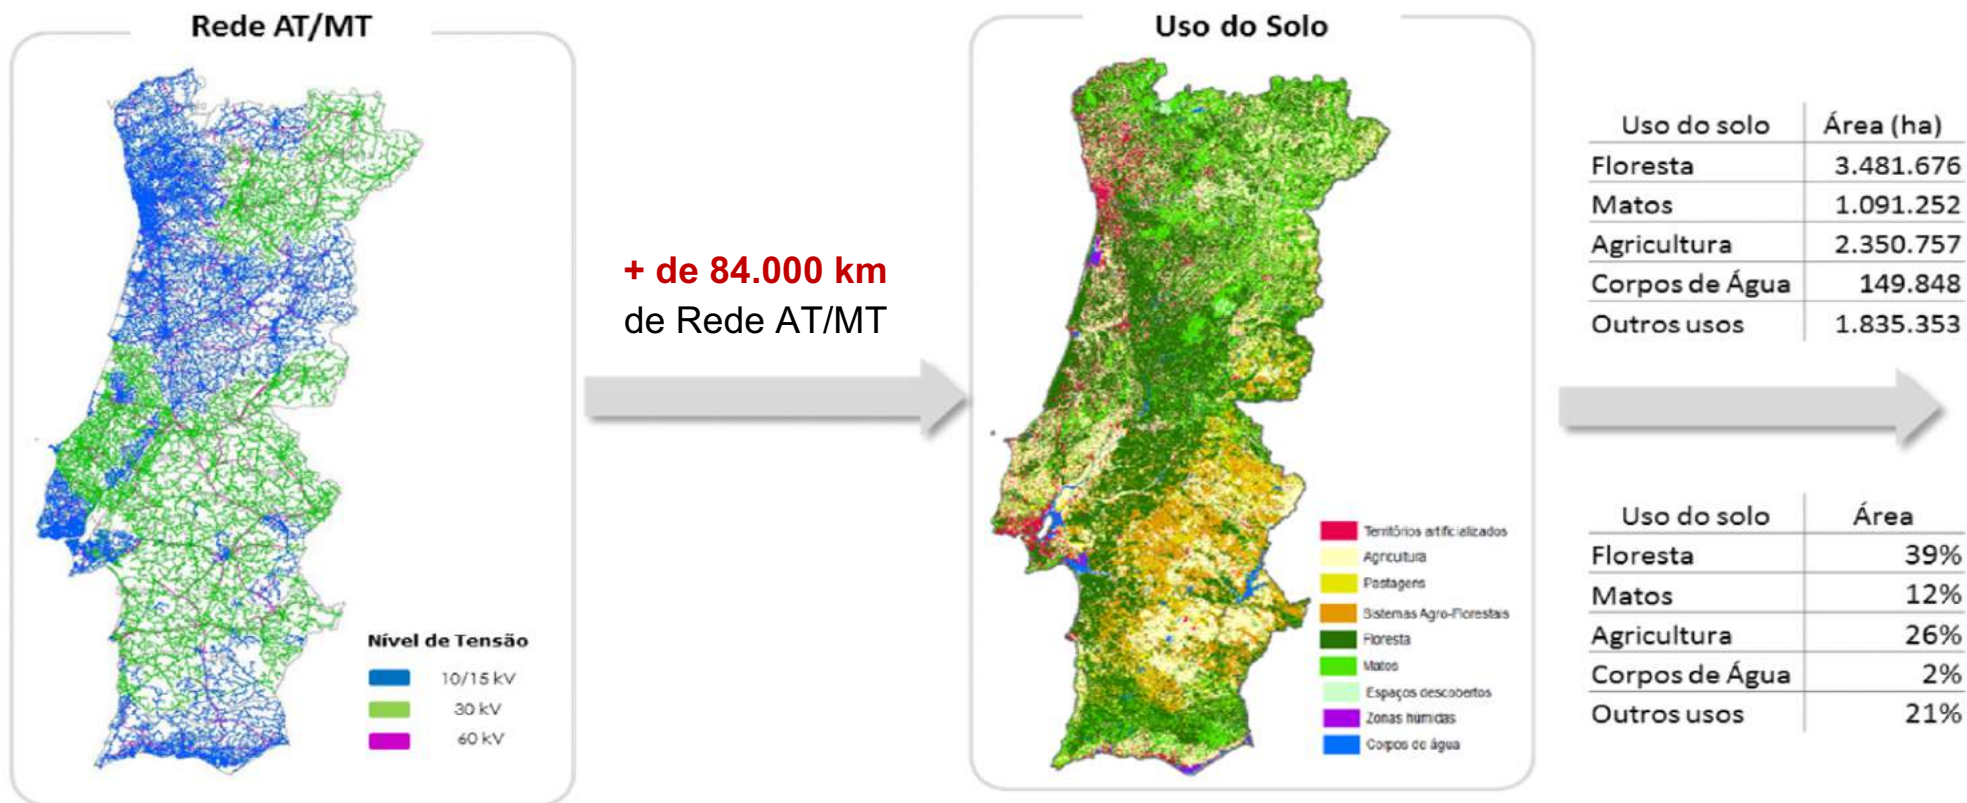 Rede AT/MT
Nível de Tensão
10/15 kV
30 kV
60 kV
+ de 84.000 km
de Rede AT/MT
Uso do Solo
Territórios artificializados
Agricultura
Pastagens
Sistemas Agro-Florestais
Floresta
Matos
Espaços descobertos
Zonas húmidas
Corpos de água
Uso do solo Área (ha)
Floresta 3.481.676
Matos 1.091.252
Agricultura 2.350.757
Corpos de Água 149.848
Outros usos 1.835.353
Uso do solo Área
Floresta 39%
Matos 12%
Agricultura 26%
Corpos de Água 2%
Outros usos 21%